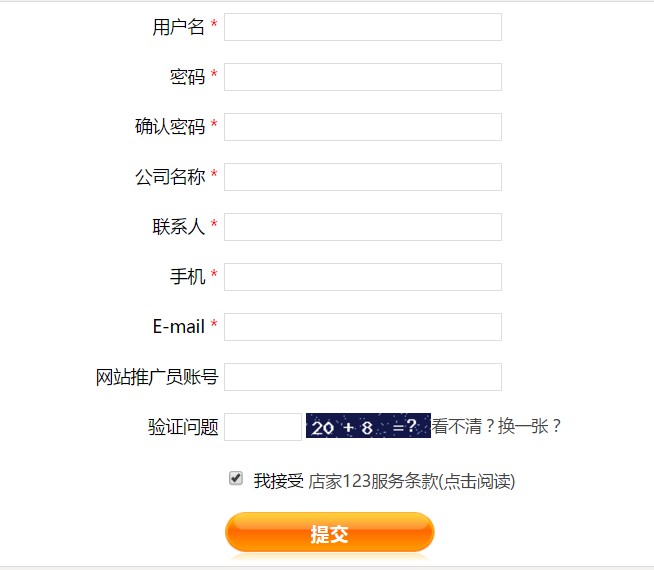 用户名 *
密码 *
确认密码 *
公司名称 *
联系人 *
手机 *
E-mail *
网站推广员账号
验证问题 20 + 8 =? 看不清？换一张？
我接受 店家123服务条款(点击阅读)
提交